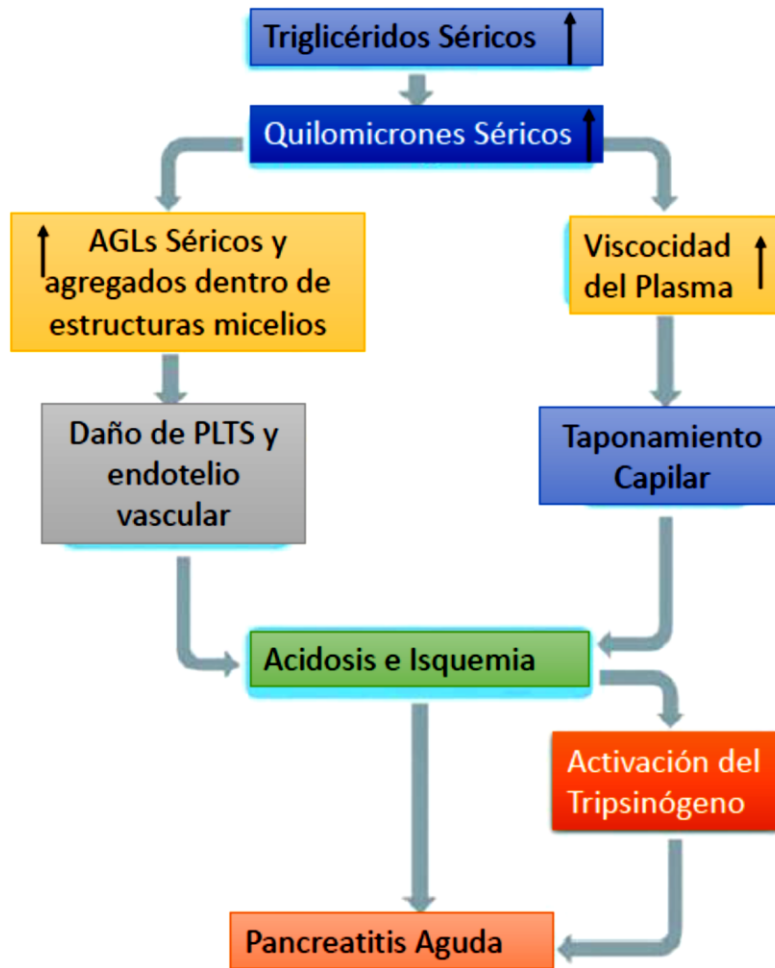 Triglicéridos Séricos
Quilomicrones Séricos
AGLs Séricos y
agregados dentro de
estructuras micelios
Viscocidad
del Plasma
Daño de PLTS y
endotelio
vascular
Taponamiento
Capilar
Acidosis e Isquemia
Activación del
Tripsinógeno
Pancreatitis Aguda